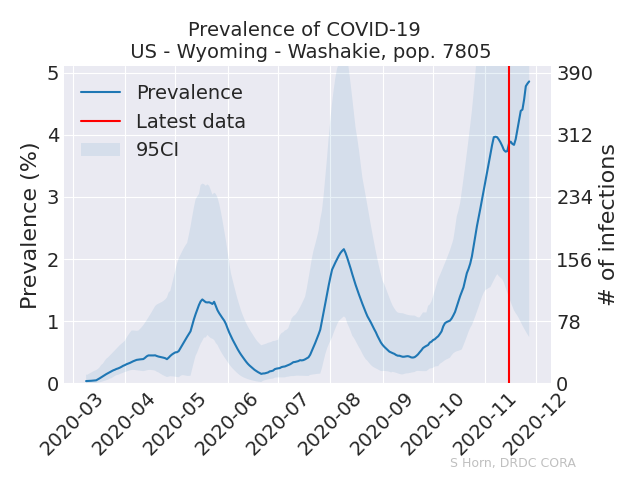 Prevalence of COVID-19
US - Wyoming - Washakie, pop. 7805
Prevalence
Latest data
95CI
Prevalence (%)
5
4
3
2
1
0
390
312
234
156
78
0
# of infections
2020-03
2020-04
2020-05
2020-06
2020-07
2020-08
2020-09
2020-10
2020-11
2020-12
S Horn, DRDC CORA